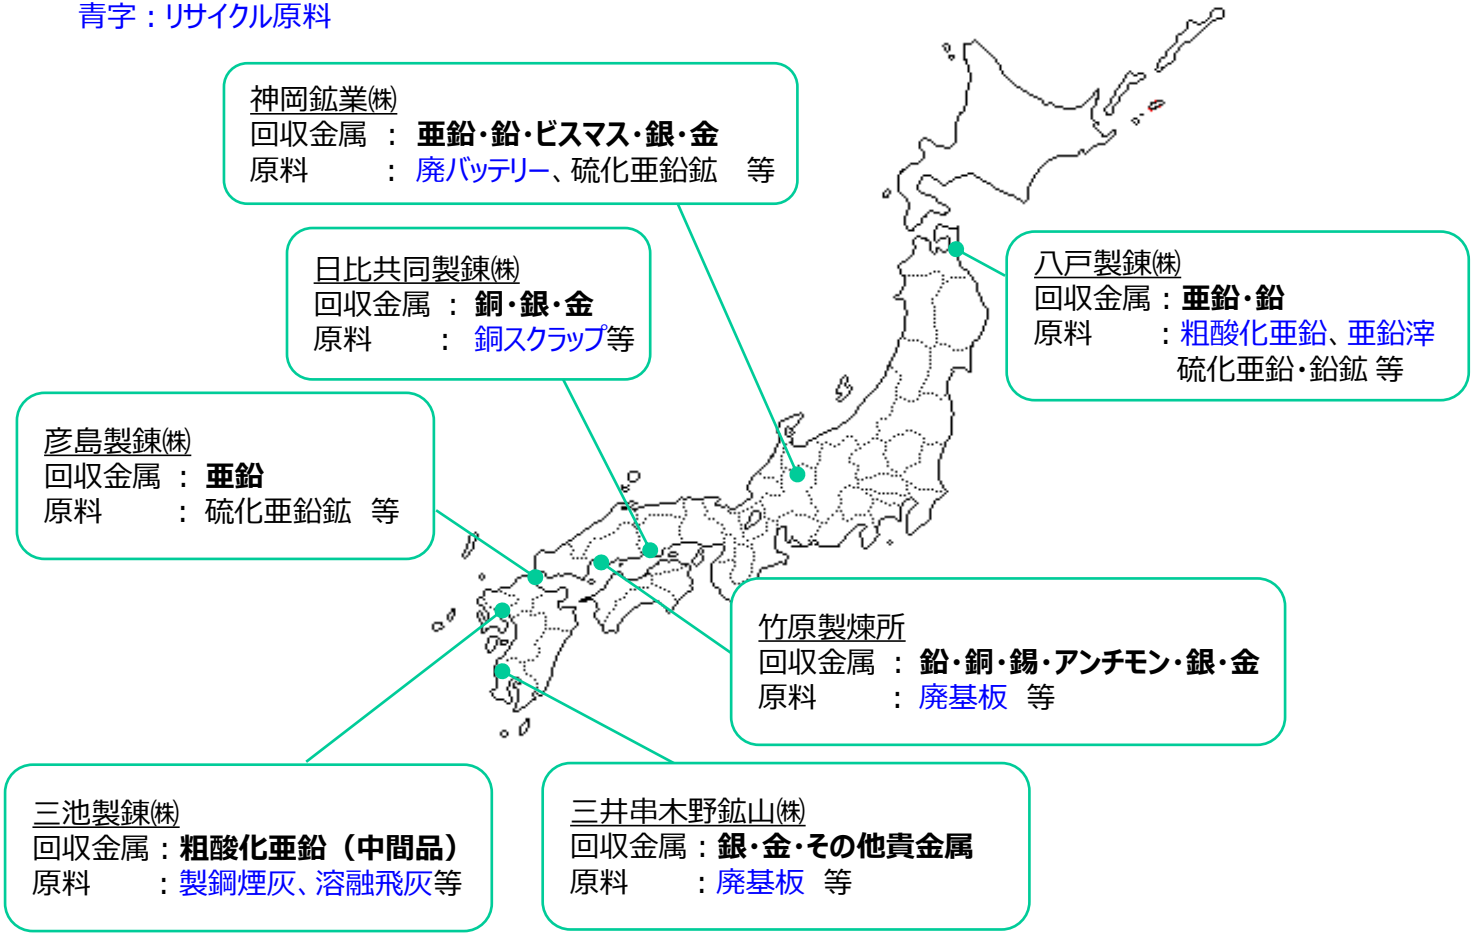 青字：リサイクル原料
神岡鉱業㈱
回収金属 ： 亜鉛・鉛・ビスマス・銀・金
原料 ： 廃バッテリー、硫化亜鉛鉱 等
日比共同製錬㈱
回収金属 ： 銅・銀・金
原料 ： 銅スクラップ等
八戸製錬㈱
回収金属：亜鉛・鉛
原料 ：粗酸化亜鉛、亜鉛滓
硫化亜鉛・鉛鉱 等
彦島製錬㈱
回収金属 ： 亜鉛
原料 ： 硫化亜鉛鉱 等
竹原製煉所
回収金属 ： 鉛・銅・錫・アンチモン・銀・金
原料 ： 廃基板 等
三池製錬㈱
回収金属：粗酸化亜鉛（中間品）
原料 ：製鋼煙灰、溶融飛灰等
三井串木野鉱山㈱
回収金属：銀・金・その他貴金属
原料 ：廃基板 等